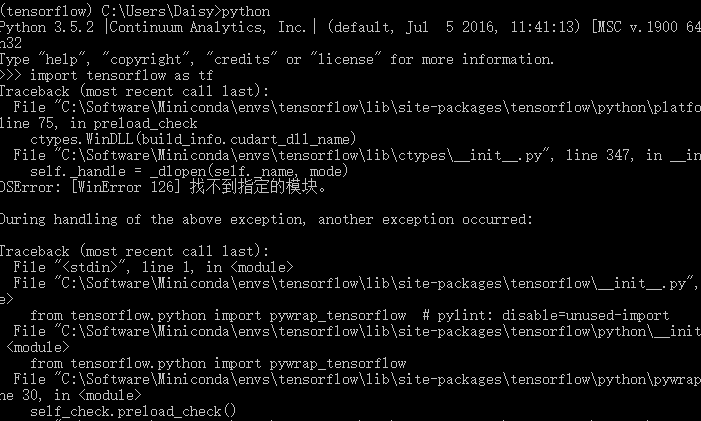 (tensorflow) C:\Users\Daisy>python
Python 3.5.2 |Continuum Analytics, Inc.| (default, Jul  5 2016, 11:41:13) [MSC v.1900 64
n32
Type "help", "copyright", "credits" or "license" for more information.
>>> import tensorflow as tf
Traceback (most recent call last):
  File "C:\Software\Miniconda\envs\tensorflow\lib\site-packages\tensorflow\python\platfo
line 75, in preload_check
    ctypes.WinDLL(build_info.cudart_dll_name)
  File "C:\Software\Miniconda\envs\tensorflow\lib\ctypes\__init__.py", line 347, in __in
    self._handle = _dlopen(self._name, mode)
OSError: [WinError 126] 找不到指定的模块。
During handling of the above exception, another exception occurred:
Traceback (most recent call last):
  File "<stdin>", line 1, in <module>
  File "C:\Software\Miniconda\envs\tensorflow\lib\site-packages\tensorflow\__init__.py",
e>
    from tensorflow.python import pywrap_tensorflow  # pylint: disable=unused-import
  File "C:\Software\Miniconda\envs\tensorflow\lib\site-packages\tensorflow\python\__init
 <module>
    from tensorflow.python import pywrap_tensorflow
  File "C:\Software\Miniconda\envs\tensorflow\lib\site-packages\tensorflow\python\pywrap
ne 30, in <module>
    self_check.preload_check()